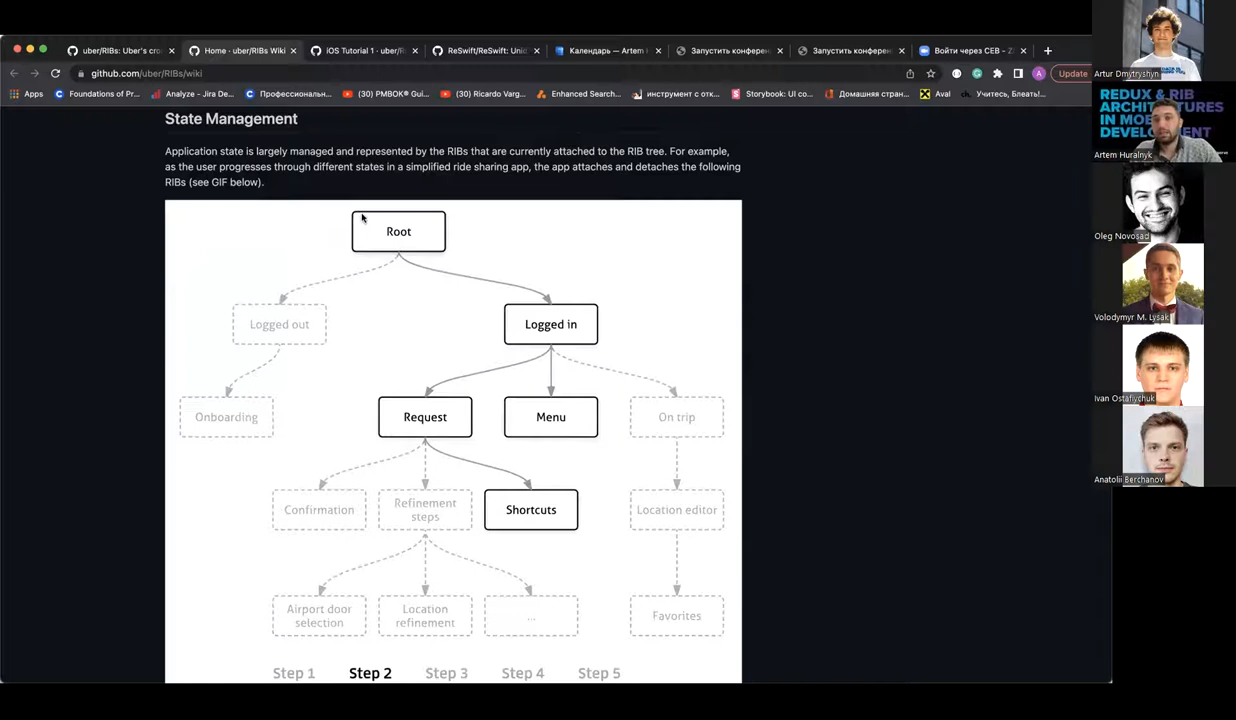 uber/RIBs: Uber's cro
Home · uber/RIBs Wiki
iOS Tutorial 1 · uber/R
ReSwift/ReSwift: Unid
Календарь — Artem
Запустить конферен
Запустить конферен
Войти через СЕВ - Z
github.com/uber/RIBs/wiki
Update
Apps
Foundations of Pr...
Analyze - Jira De...
Профессиональн...
(30) PMBOK® Gui...
(30) Ricardo Varg...
Enhanced Search...
инструмент с отк...
Storybook: UI co...
Домашняя стран...
Aval
Учитесь, Блеать!...
State Management
Application state is largely managed and represented by the RIBs that are currently attached to the RIB tree. For example,
as the user progresses through different states in a simplified ride sharing app, the app attaches and detaches the following
RIBs (see GIF below).
Root
Logged out
Logged in
Onboarding
Request
Menu
On trip
Confirmation
Refinement
steps
Shortcuts
Location editor
Airport door
selection
Location
refinement
...
Favorites
Step 1
Step 2
Step 3
Step 4
Step 5
Artur Dmytryshyn
REDUX & RIB
ARCHITECTURES
IN MOB
DEVELOPMENT
Artem Huralnyk
Oleg Novosad
Volodymyr M. Lysak
Ivan Ostafiychuk
Anatolii Berchanov